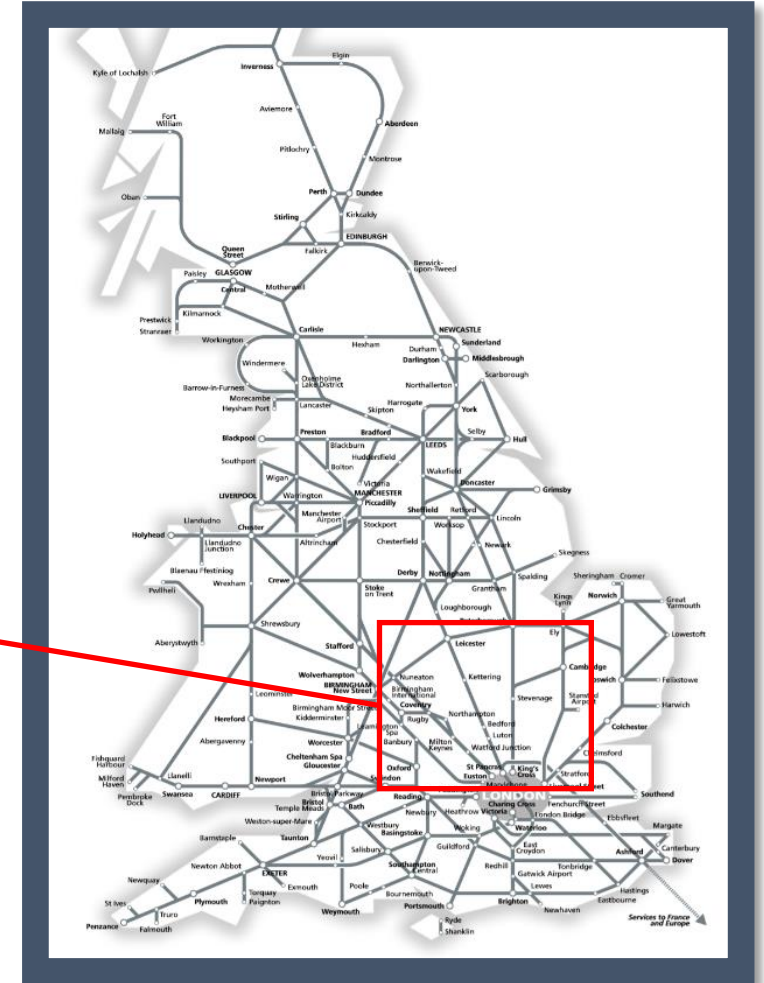 Elgin
Inverness
Kyle of Lochalsh
Aviemore
Fort
William
Mallaig
Aberdeen
Pitlochry
Montrose
Perth
Dundee
Oban
Kirkcaldy
Stirling
EDINBURGH
Queen
Street
Falkirk
Berwick-
upon-Tweed
Paisley
GLASGOW
Central
Motherwell
Kilmarnock
Prestwick
Stranraer
Carlisle
NEWCASTLE
Workington
Hexham
Sunderland
Durham
Darlington
Middlesbrough
Windermere
Scarborough
Oxenholme
Lake District
Northallerton
Barrow-in-Furness
Morecambe
Heysham Port
Lancaster
Harrogate
York
Skipton
Preston
Bradford
Selby
Blackpool
Blackburn
LEEDS
Hull
Huddersfield
Southport
Bolton
Wakefield
Wigan
Victoria
MANCHESTER
Piccadilly
Doncaster
Grimsby
LIVERPOOL
Warrington
Manchester
Airport
Sheffield
Retford
Lincoln
Llandudno
Chester
Stockport
Worksop
Holyhead
Llandudno
Junction
Altrincham
Chesterfield
Newark
Skegness
Blaenau Ffestiniog
Derby
Nottingham
Spalding
Sheringham
Cromer
Pwllheli
Wrexham
Crewe
Stoke
on Trent
Grantham
Kings
Lynn
Norwich
Great
Yarmouth
Loughborough
Shrewsbury
Ely
Lowestoft
Aberystwyth
Stafford
Leicester
Wolverhampton
Nuneaton
Kettering
Cambridge
Ipswich
Felixstowe
BIRMINGHAM
New Street
Birmingham
International
Leominster
Coventry
Stevenage
Stansted
Airport
Harwich
Birmingham Moor Street
Kidderminster
Rugby
Northampton
Hereford
Leamington
Spa
Bedford
Colchester
Abergavenny
Worcester
Banbury
Milton
Keynes
Luton
Watford Junction
Chelmsford
Fishguard
Harbour
Cheltenham Spa
Gloucester
Oxford
St Pancras
Euston
King's
Cross
Stratford
Milford
Haven
Llanelli
Newport
Swindon
Marylebone
Liverpool Street
Pembroke
Dock
Swansea
CARDIFF
Bristol Parkway
Reading
LONDON
Southend
Bristol
Temple Meads
Bath
Newbury
Heathrow
Victoria
Charing Cross
Fenchurch Street
London Bridge
Ebbsfleet
Weston-super-Mare
Westbury
Basingstoke
Woking
Waterloo
Margate
Barnstaple
Taunton
Salisbury
Guildford
East
Croydon
Canterbury
Newton Abbot
Yeovil
Southampton
Central
Redhill
Tonbridge
Ashford
Dover
EXETER
Gatwick Airport
Newquay
Exmouth
Poole
Lewes
Hastings
Torquay
Paignton
Bournemouth
Eastbourne
St Ives
Plymouth
Weymouth
Portsmouth
Brighton
Newhaven
Truro
Penzance
Falmouth
Ryde
Shanklin
Services to France
and Europe